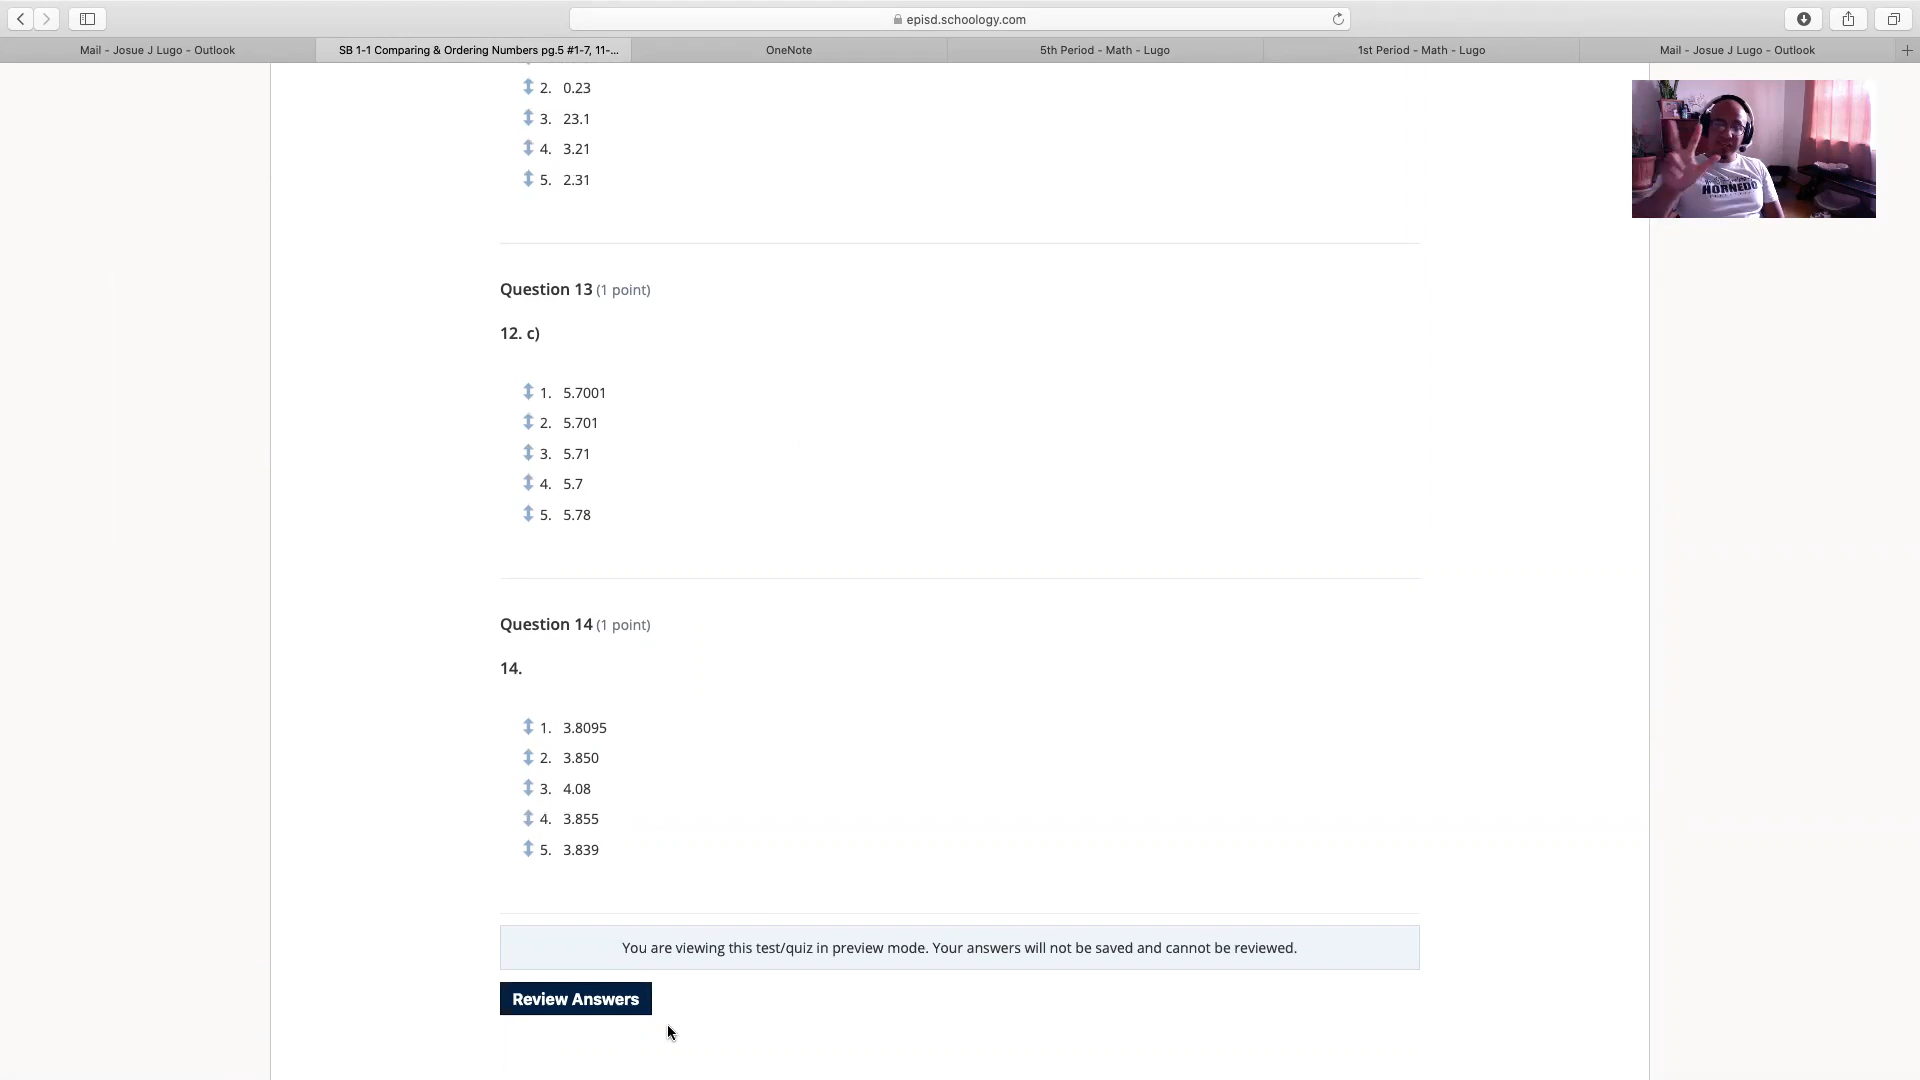 episd.schoology.com
Mail - Josue J Lugo - Outlook
SB 1-1 Comparing & Ordering Numbers pg.5 #1-7, 11-...
OneNote
5th Period - Math - Lugo
1st Period - Math - Lugo
Mail - Josue J Lugo - Outlook
2. 0.23
3. 23.1
4. 3.21
5. 2.31
HORNEDO
Question 13 (1 point)
12. c)
1. 5.7001
2. 5.701
3. 5.71
4. 5.7
5. 5.78
Question 14 (1 point)
14.
1. 3.8095
2. 3.850
3. 4.08
4. 3.855
5. 3.839
You are viewing this test/quiz in preview mode. Your answers will not be saved and cannot be reviewed.
Review Answers